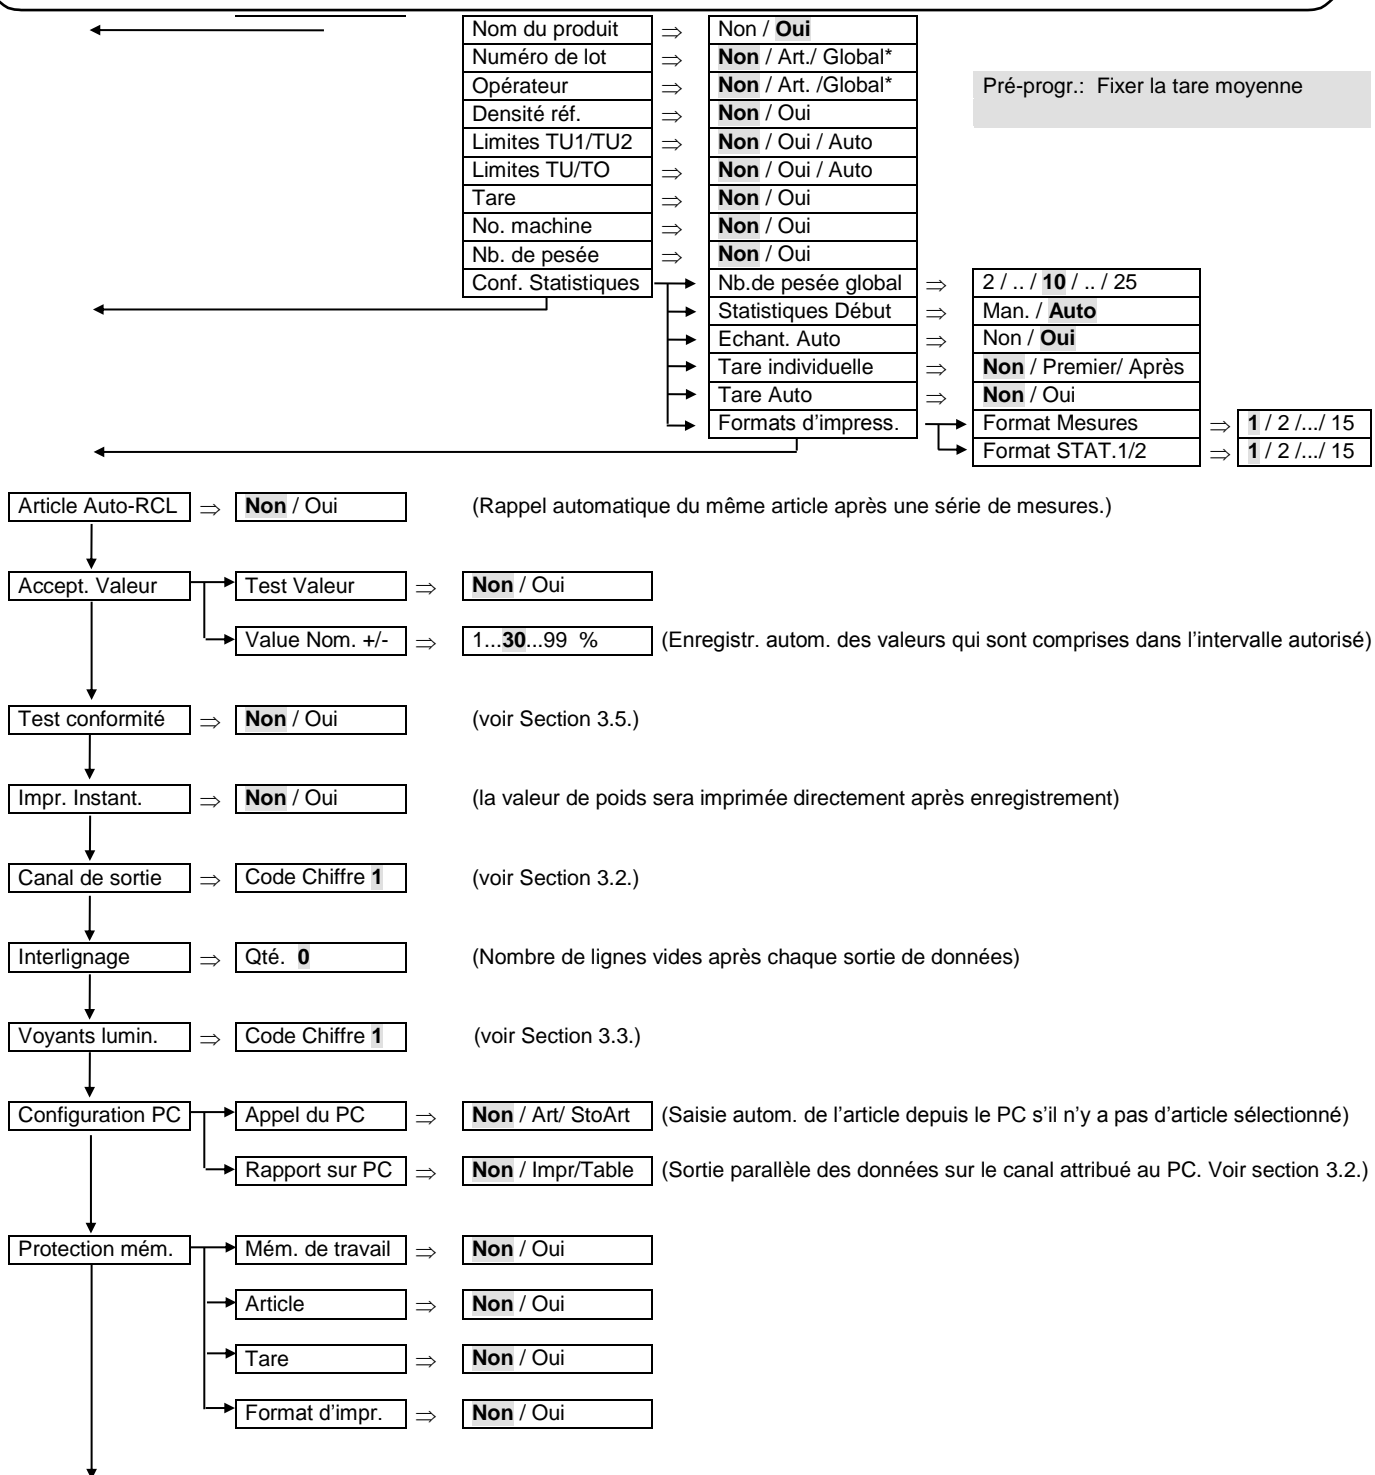 Nom du produit ⇒ Non / Oui
Numéro de lot ⇒ Non / Art./ Global*
Opérateur ⇒ Non / Art. /Global* Pré-progr.: Fixer la tare moyenne
Densité réf. ⇒ Non / Oui
Limites TU1/TU2 ⇒ Non / Oui / Auto
Limites TU/TO ⇒ Non / Oui / Auto
Tare ⇒ Non / Oui
No. machine ⇒ Non / Oui
Nb. de pesée ⇒ Non / Oui
Conf. Statistiques Nb.de pesée global ⇒ 2 / .. / 10 / .. / 25
Statistiques Début ⇒ Man. / Auto
Echant. Auto ⇒ Non / Oui
Tare individuelle ⇒ Non / Premier/ Après
Tare Auto ⇒ Non / Oui
Formats d’impress. Format Mesures ⇒ 1 / 2 /.../ 15
Format STAT.1/2 ⇒ 1 / 2 /.../ 15
Article Auto-RCL ⇒ Non / Oui (Rappel automatique du même article après une série de mesures.)
Accept. Valeur Test Valeur ⇒ Non / Oui
Value Nom. +/- ⇒ 1...30...99 % (Enregistr. autom. des valeurs qui sont comprises dans l’intervalle autorisé)
Test conformité ⇒ Non / Oui (voir Section 3.5.)
Impr. Instant. ⇒ Non / Oui (la valeur de poids sera imprimée directement après enregistrement)
Canal de sortie ⇒ Code Chiffre 1 (voir Section 3.2.)
Interlignage ⇒ Qté. 0 (Nombre de lignes vides après chaque sortie de données)
Voyants lumin. ⇒ Code Chiffre 1 (voir Section 3.3.)
Configuration PC Appel du PC ⇒ Non / Art/ StoArt (Saisie autom. de l’article depuis le PC s’il n’y a pas d’article sélectionné)
Rapport sur PC ⇒ Non / Impr/Table (Sortie parallèle des données sur le canal attribué au PC. Voir section 3.2.)
Protection mém. Mém. de travail ⇒ Non / Oui
Article ⇒ Non / Oui
Tare ⇒ Non / Oui
Format d’impr. ⇒ Non / Oui